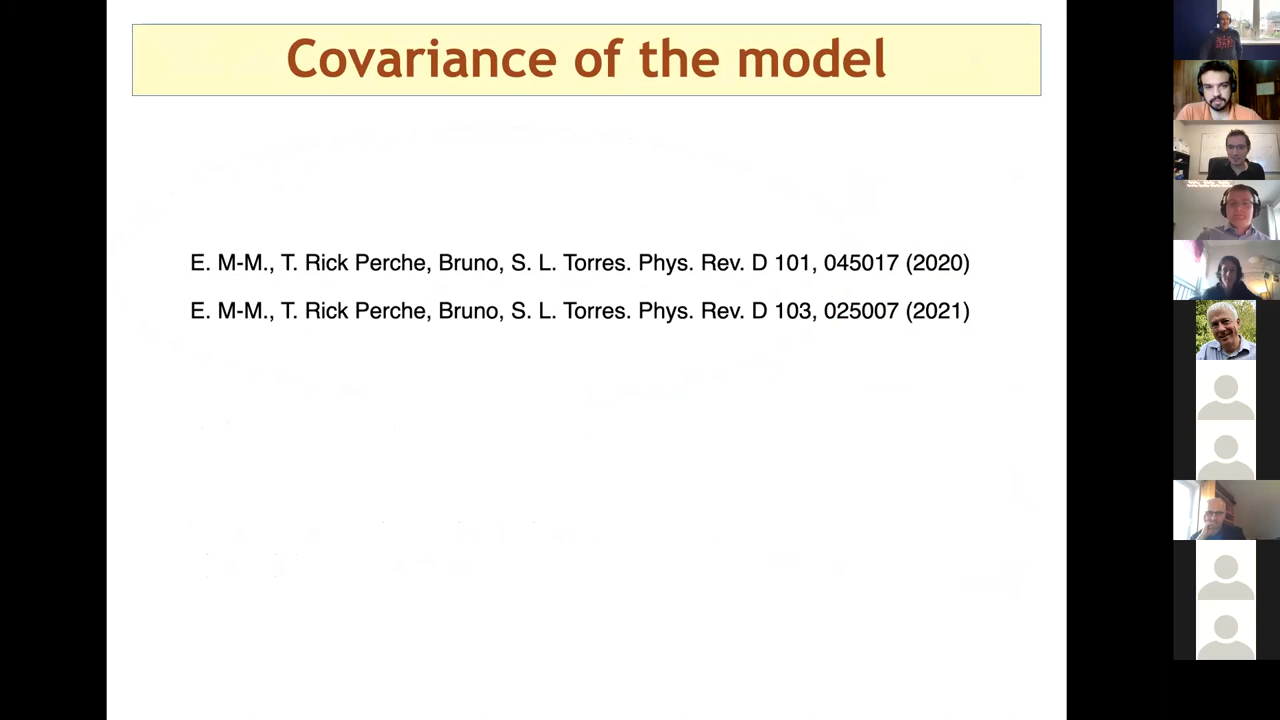 Covariance of the model
E. M-M., T. Rick Perche, Bruno, S. L. Torres. Phys. Rev. D 101, 045017 (2020)
E. M-M., T. Rick Perche, Bruno, S. L. Torres. Phys. Rev. D 103, 025007 (2021)